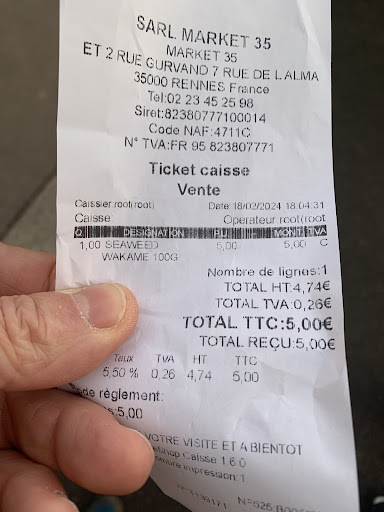 SARL MARKET 35
MARKET 35
ET 2 RUE GURVAND 7 RUE DE L ALMA
35000 RENNES France
Tel:02 23 45 25 98
Siret:82380777100014
Code NAF:4711C
N° TVA:FR 95 823807771
Ticket caisse
Vente
Caissier root(root) Date:18/02/2024 18:04:31
Caisse Operateur root(root
Q DESIGNATION PU MONT TVA
1,00 SEAWEED 5,00 5,00 C
WAKAME 100G
Nombre de lignes:1
TOTAL HT:4,74€
TOTAL TVA:0,26€
TOTAL TTC:5,00€
TOTAL REÇU:5,00€
Taux TVA HT TTC
5,50 % 0,26 4,74 5,00
de règlement:
:5,00
VOTRE VISITE ET A BIENTOT
Caisse 1.6.0
impression:1